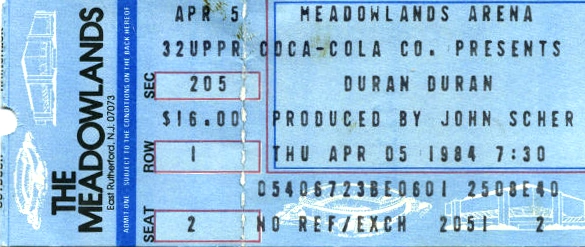 THE
MEADOWLANDS
East Rutherford, N.J. 07073
ADMIT ONE - SUBJECT TO THE CONDITIONS ON THE BACK HEREOF
APR 5 MEADOWLANDS ARENA
32UPPR COCA-COLA CO. PRESENTS
SEC 205 DURAN DURAN
$16.00 PRODUCED BY JOHN SCHER
ROW 1 THU APR 05 1984 7:30
05406723BE0601 2508E40
SEAT 2 NO REF/EXCH 2051 2